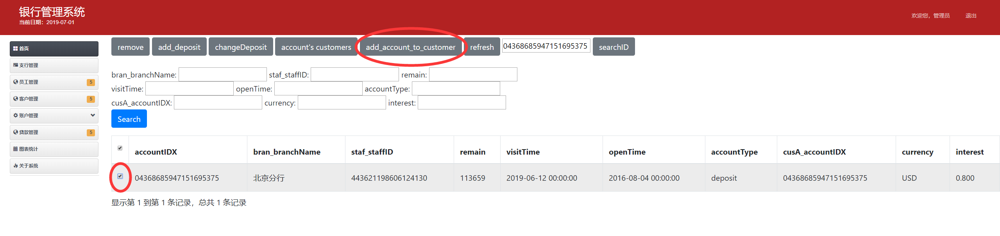 银行管理系统
当前日期：2019-07-01
欢迎您，管理员 退出
首页
支行管理
员工管理 5
客户管理 5
账户管理
贷款管理 5
图表统计
关于系统
remove add_deposit changeDeposit account's customers add_account_to_customer refresh 04368685947151695375 searchID
bran_branchName: staf_staffID: remain:
visitTime: openTime: accountType:
cusA_accountIDX: currency: interest:
Search
accountIDX bran_branchName staf_staffID remain visitTime openTime accountType cusA_accountIDX currency interest
04368685947151695375 北京分行 443621198606124130 113659 2019-06-12 00:00:00 2016-08-04 00:00:00 deposit 04368685947151695375 USD 0.800
显示第 1 到第 1 条记录，总共 1 条记录